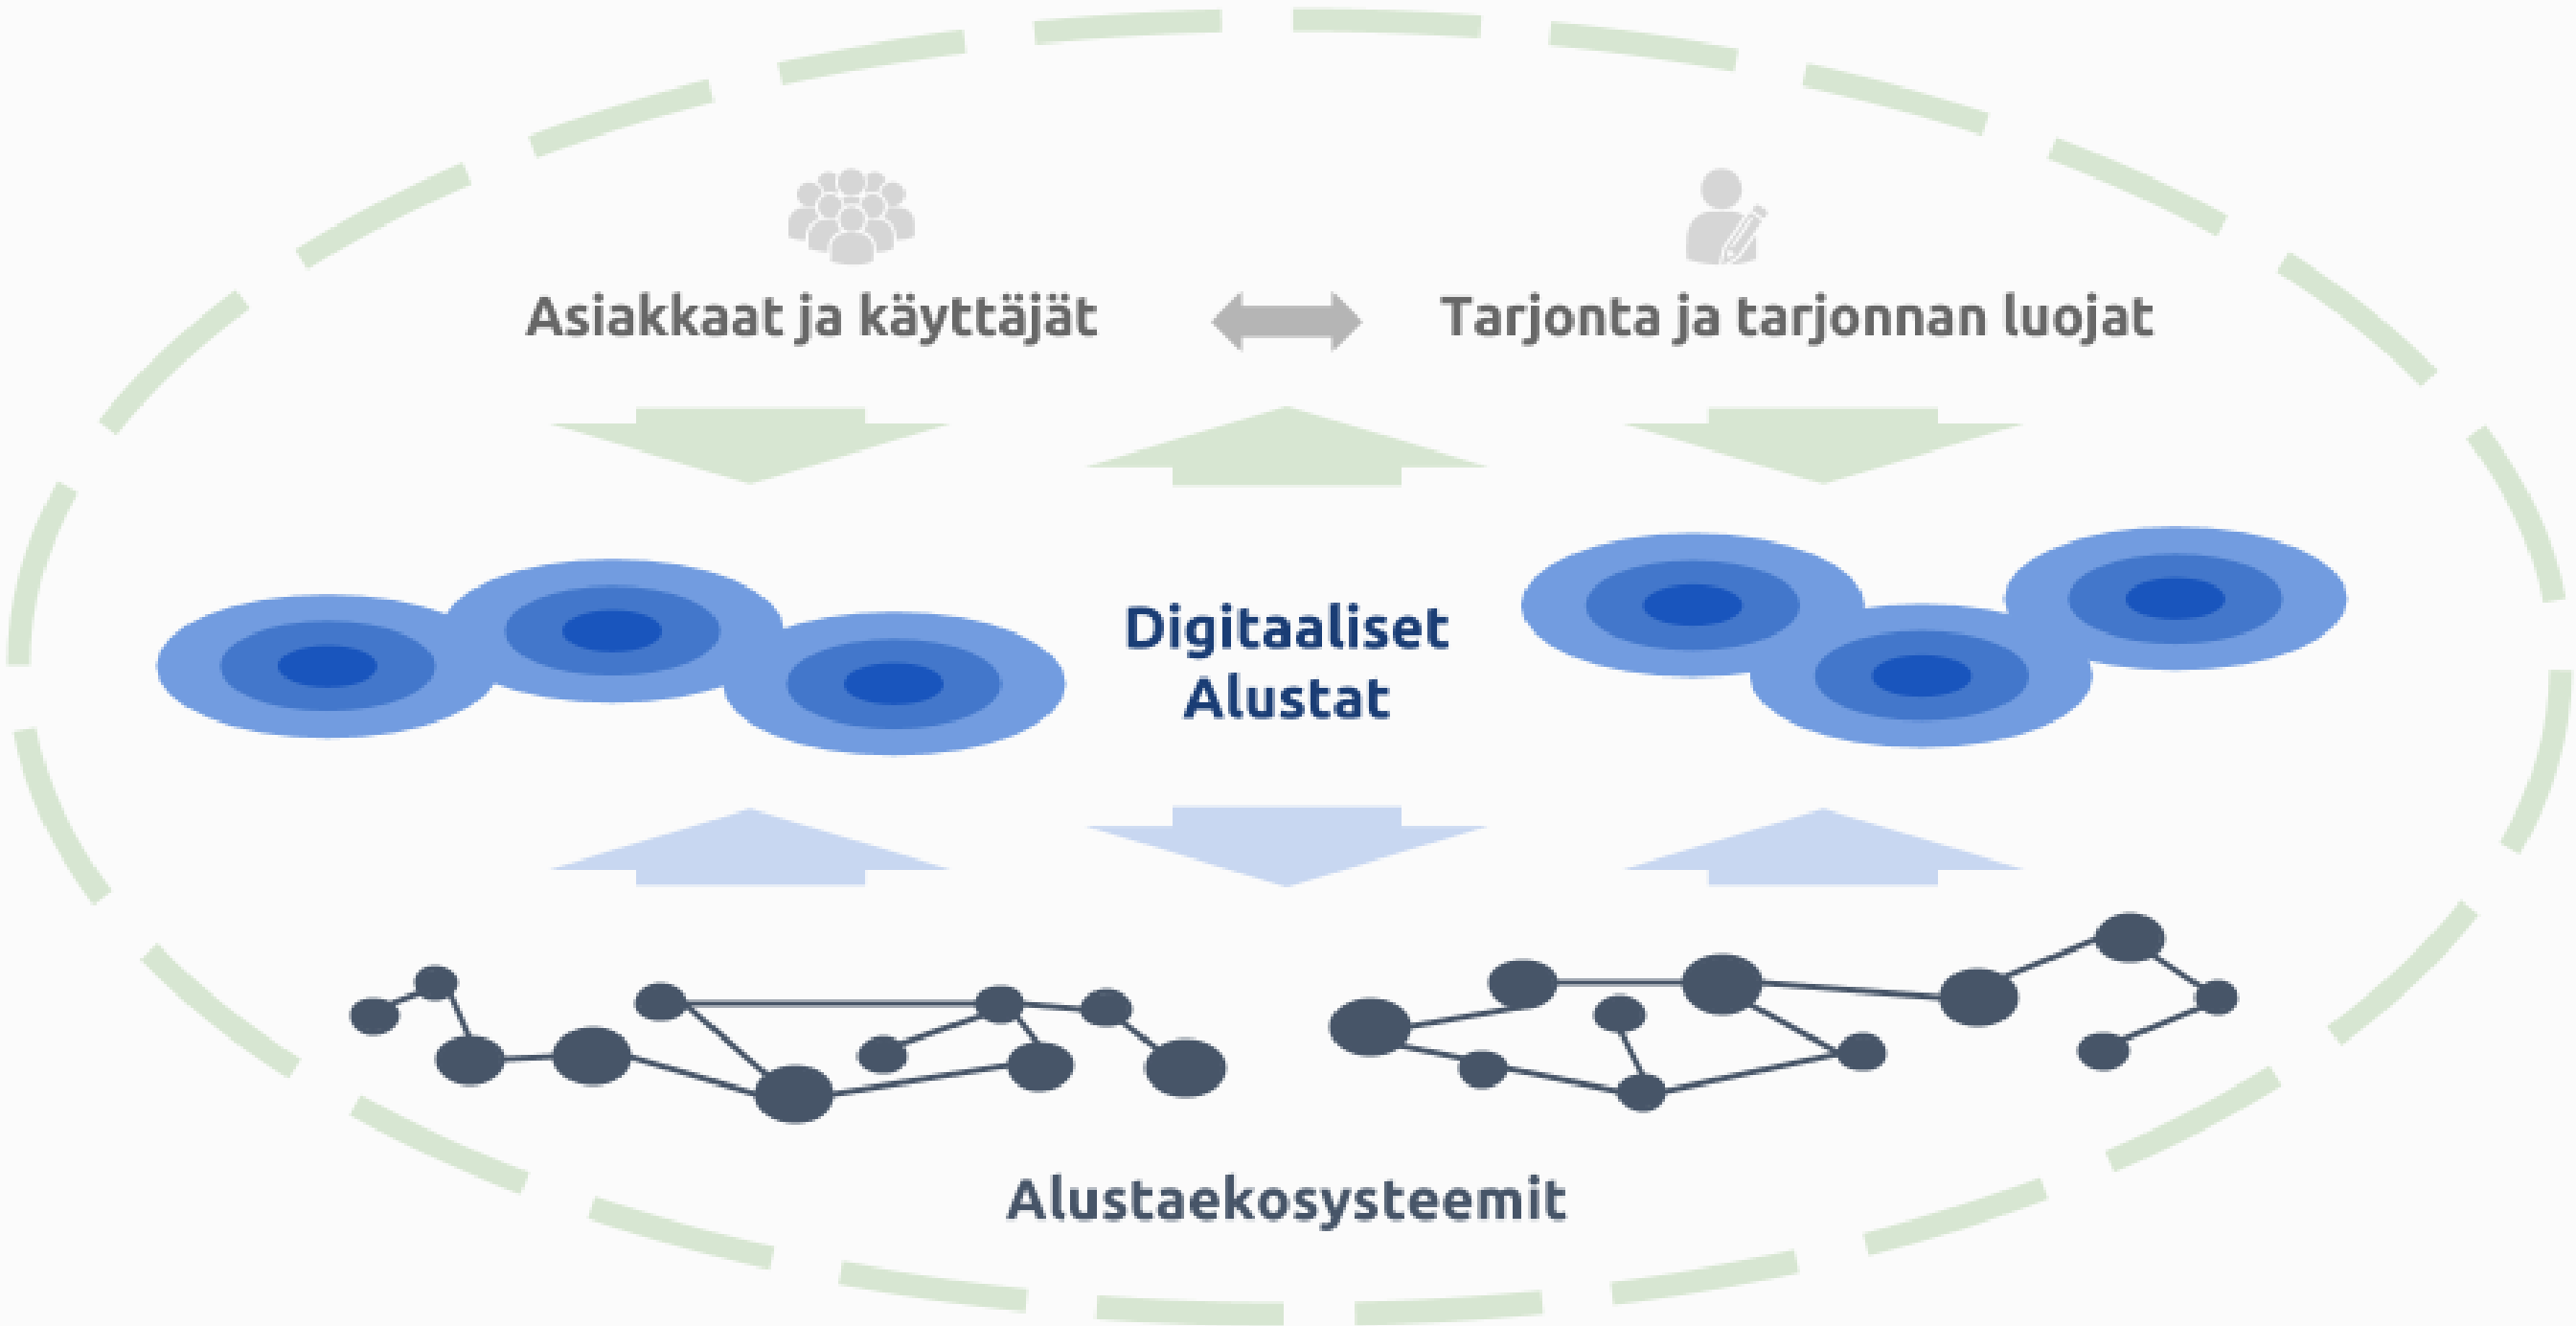 Asiakkaat ja käyttäjät
Tarjonta ja tarjonnan luojat
Digitaaliset
Alustat
Alustaekosysteemit